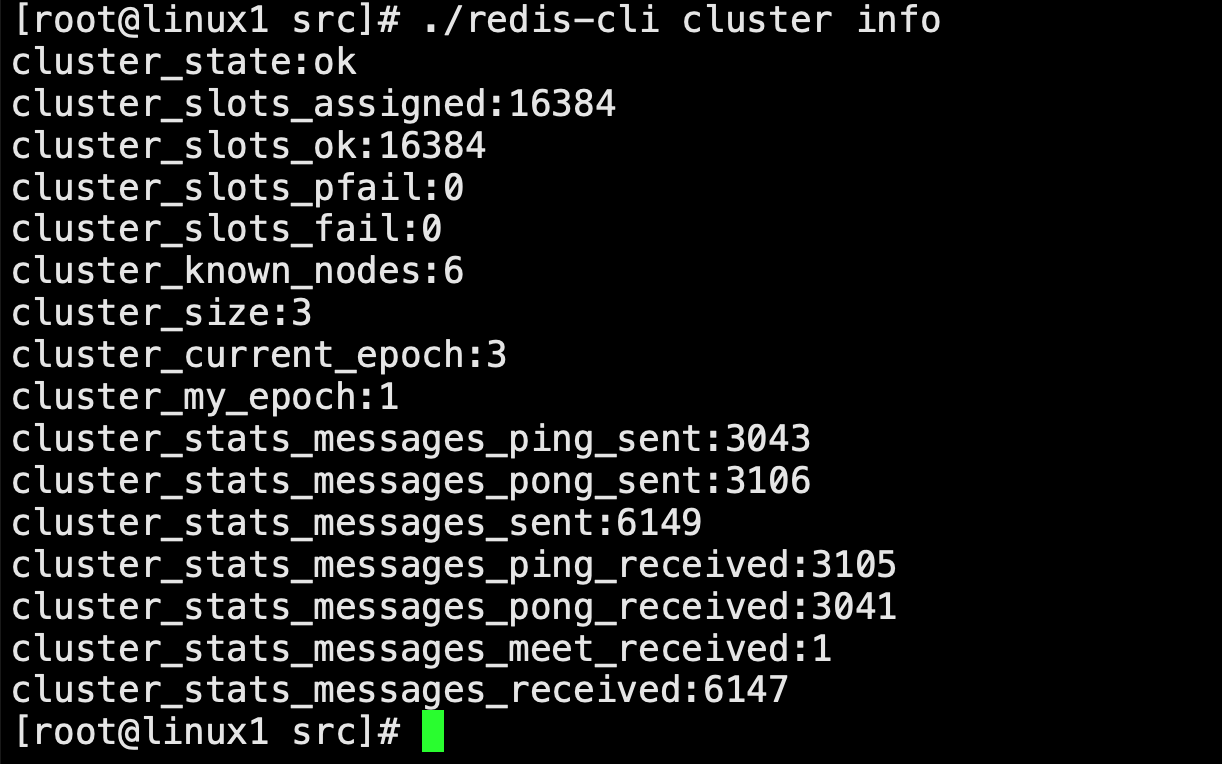 [root@linux1 src]# ./redis-cli cluster info
cluster_state:ok
cluster_slots_assigned:16384
cluster_slots_ok:16384
cluster_slots_pfail:0
cluster_slots_fail:0
cluster_known_nodes:6
cluster_size:3
cluster_current_epoch:3
cluster_my_epoch:1
cluster_stats_messages_ping_sent:3043
cluster_stats_messages_pong_sent:3106
cluster_stats_messages_sent:6149
cluster_stats_messages_ping_received:3105
cluster_stats_messages_pong_received:3041
cluster_stats_messages_meet_received:1
cluster_stats_messages_received:6147
[root@linux1 src]#